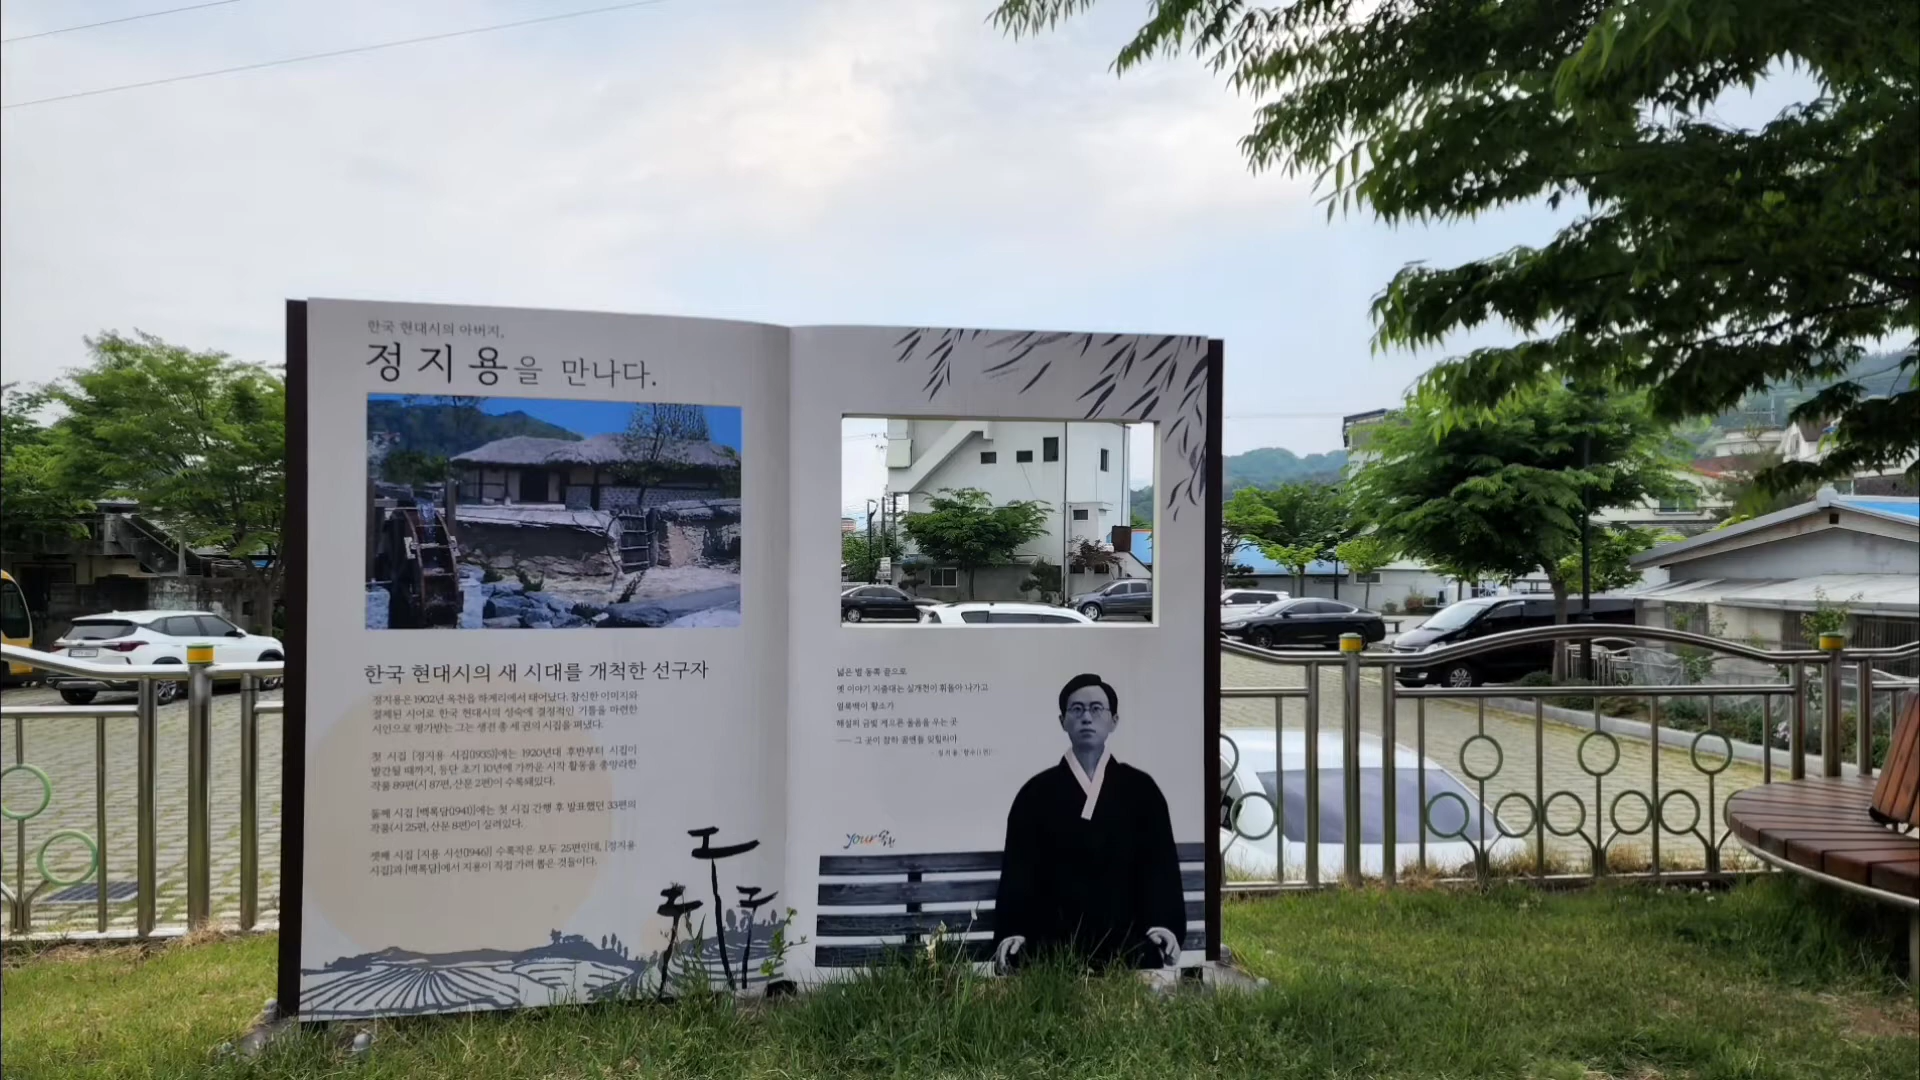 한국 현대시의 아버지,
정지용을 만나다.
한국 현대시의 새 시대를 개척한 선구자
정지용은 1902년 옥천읍 하계리에서 태어났다. 참신한 이미지와
절제된 시어로 한국 현대시의 성숙에 결정적인 기틀을 마련한
시인으로 평가받는 그는 생전 총 세 권의 시집을 펴냈다.
첫 시집 [정지용 시집(1935)]에는 1920년대 후반부터 시집이
발간될 때까지, 등단 초기 10년에 가까운 시작 활동을 총망라한
작품 89편(시 87편, 산문 2편)이 수록돼있다.
둘째 시집 [백록담(1941)]에는 첫 시집 간행 후 발표했던 33편의
작품(시 25편, 산문 8편)이 실려있다.
셋째 시집 [지용 시선(1946)] 수록작은 모두 25편인데, [정지용
시집]과 [백록담]에서 지용이 직접 가려 뽑은 것들이다.
넓은 벌 동쪽 끝으로
옛 이야기 지줄대는 실개천이 휘돌아 나가고
얼룩백이 황소가
해설피 금빛 게으른 울음을 우는 곳
── 그 곳이 참하 꿈엔들 잊힐리야
- 정지용, '향수(1연)' -
your 옥천